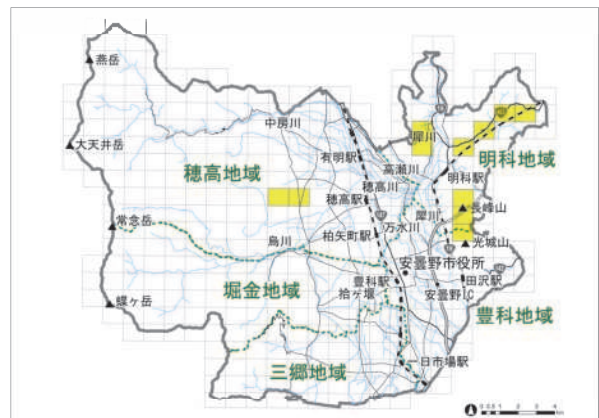 燕岳
中房川
犀川
大天井岳
有明駅
高瀬川
明科地域
穂高地域
穂高川
明科駅
穂高駅
犀川
長峰山
常念岳
万水川
烏川
柏矢町駅
光城山
安曇野市役所
豊科駅
田沢駅
堀金地域
拾ヶ堰
安曇野IC
蝶ヶ岳
豊科地域
一日市場駅
三郷地域